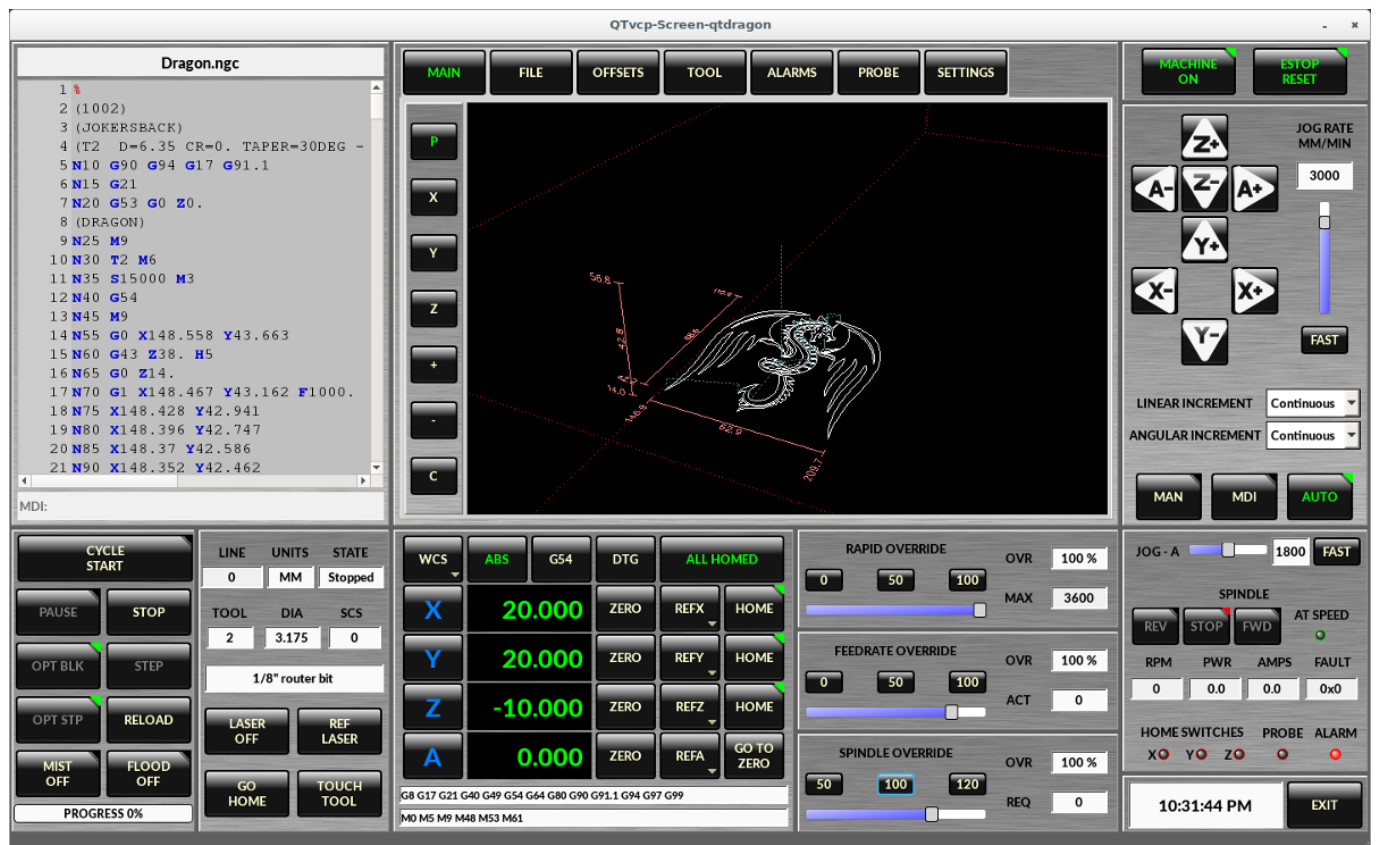 QTvcp-Screen-qtdragon
Dragon.ngc
1 %
2 (1002)
3 (JOKERSBACK)
4 (T2 D=6.35 CR=0. TAPER=30DEG -
5 N10 G90 G94 G17 G91.1
6 N15 G21
7 N20 G53 G0 Z0.
8 (DRAGON)
9 N25 M9
10 N30 T2 M6
11 N35 S15000 M3
12 N40 G54
13 N45 M9
14 N55 G0 X148.558 Y43.663
15 N60 G43 Z38. H5
16 N65 G0 Z14.
17 N70 G1 X148.467 Y43.162 F1000.
18 N75 X148.428 Y42.941
19 N80 X148.396 Y42.747
20 N85 X148.37 Y42.586
21 N90 X148.352 Y42.462
MDI:
MAIN FILE OFFSETS TOOL ALARMS PROBE SETTINGS
P
X
Y
Z
+
-
C
56.8
42.8
14.0
146.9
62.9
209.7
MACHINE ON
ESTOP RESET
Z+
A- Z- A+
Y+
X- X+
Y-
JOG RATE
MM/MIN
3000
FAST
LINEAR INCREMENT Continuous
ANGULAR INCREMENT Continuous
MAN MDI AUTO
CYCLE START
PAUSE STOP
OPT BLK STEP
OPT STP RELOAD
MIST OFF
FLOOD OFF
PROGRESS 0%
LINE UNITS STATE
0 MM Stopped
TOOL DIA SCS
2 3.175 0
1/8" router bit
LASER OFF
REF LASER
GO HOME
TOUCH TOOL
WCS ABS G54 DTG ALL HOMED
X 20.000 ZERO REFX HOME
Y 20.000 ZERO REFY HOME
Z -10.000 ZERO REFZ HOME
A 0.000 ZERO REFA GO TO ZERO
G8 G17 G21 G40 G49 G54 G64 G80 G90 G91.1 G94 G97 G99
M0 M5 M9 M48 M53 M61
RAPID OVERRIDE
0 50 100
OVR 100 %
MAX 3600
FEEDRATE OVERRIDE
0 50 100
OVR 100 %
ACT 0
SPINDLE OVERRIDE
50 100 120
OVR 100 %
REQ 0
JOG - A 1800 FAST
SPINDLE
REV STOP FWD AT SPEED
RPM PWR AMPS FAULT
0 0.0 0.0 0x0
HOME SWITCHES PROBE ALARM
X Y Z
10:31:44 PM EXIT